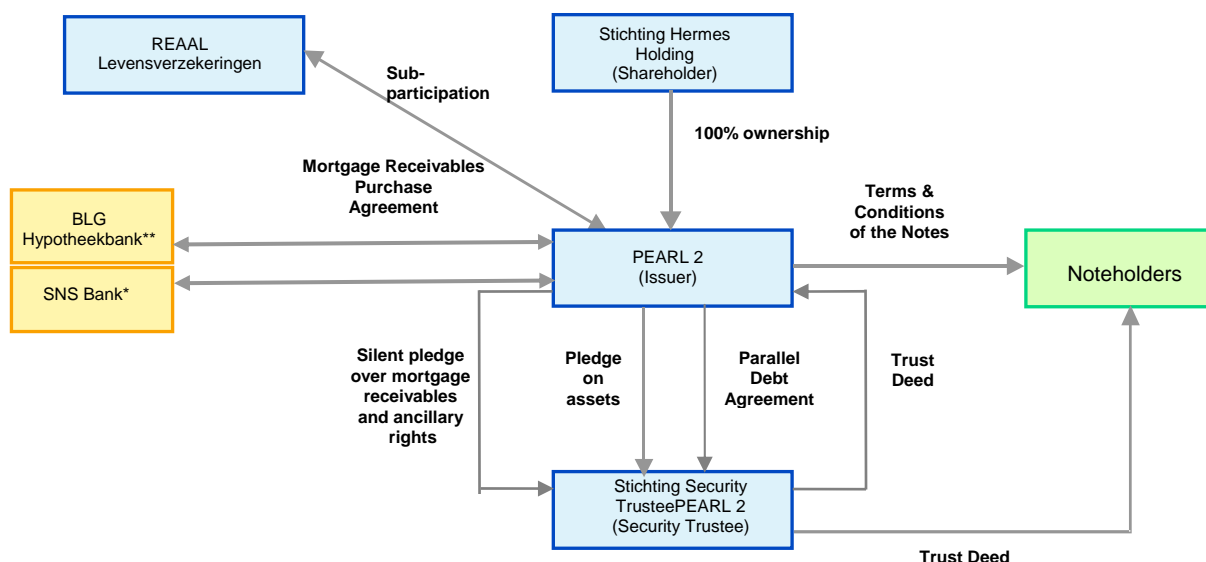 REAAL
Levensverzekeringen
Stichting Hermes
Holding
(Shareholder)
Sub-
participation
100% ownership
Mortgage Receivables
Purchase
Agreement
Terms &
Conditions
of the Notes
BLG
Hypotheekbank**
SNS Bank*
PEARL 2
(Issuer)
Noteholders
Silent pledge
over mortgage
receivables
and ancillary
rights
Pledge
on
assets
Parallel
Debt
Agreement
Trust
Deed
Stichting Security
TrusteePEARL 2
(Security Trustee)
Trust Deed